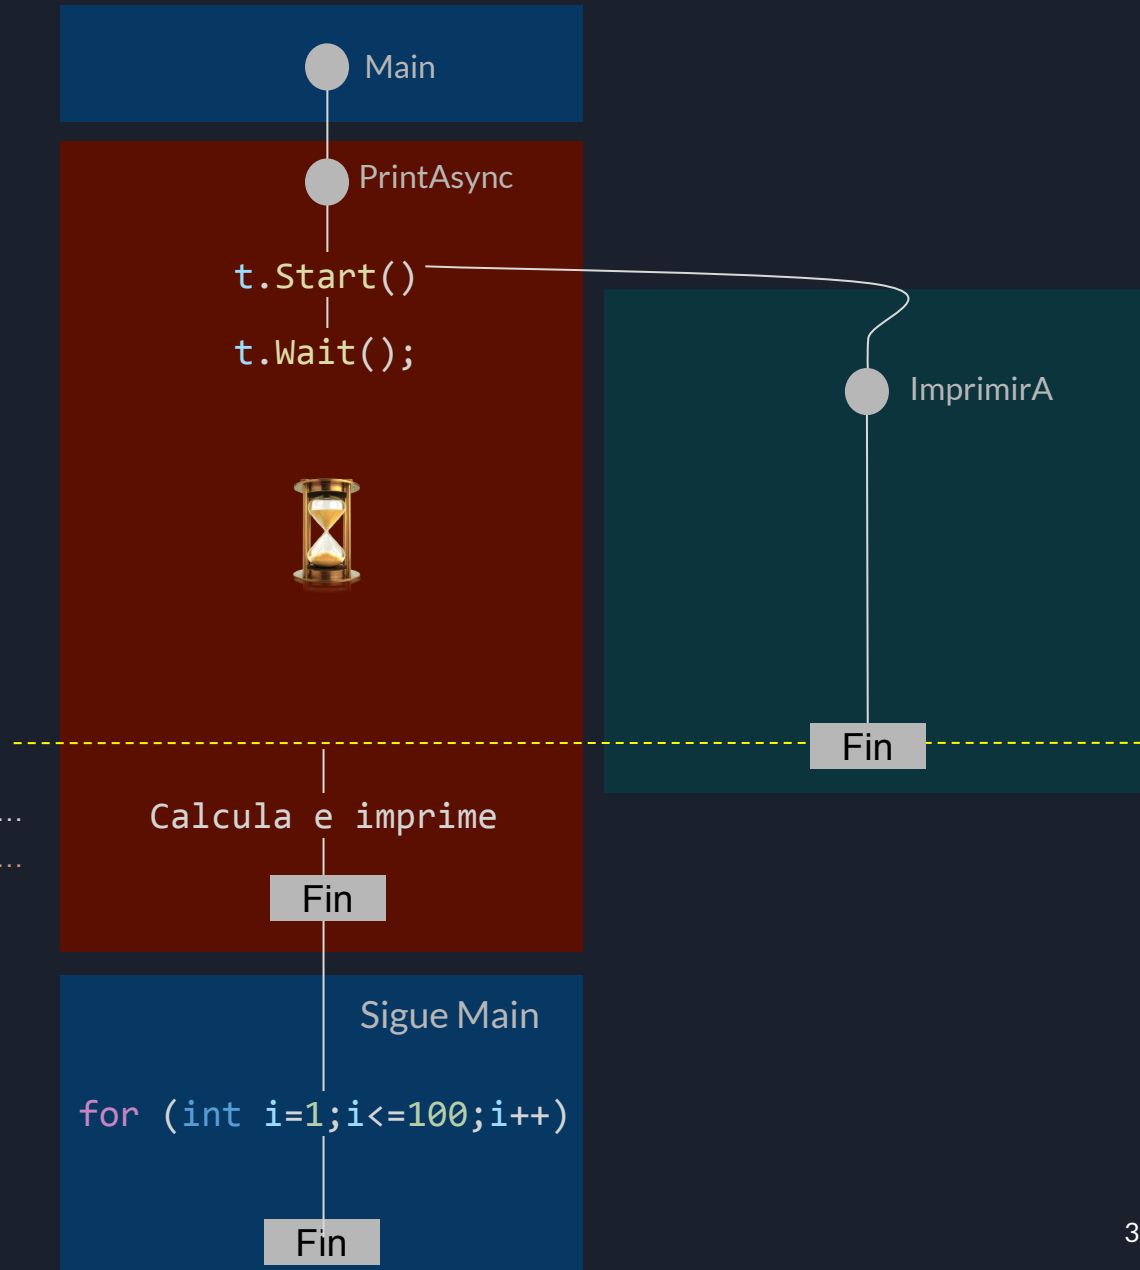 Main
PrintAsync
t.Start()
t.Wait();
ImprimirA
Fin
...
Calcula e imprime
...
Fin
Sigue Main
for (int i=1;i<=100;i++)
Fin
3